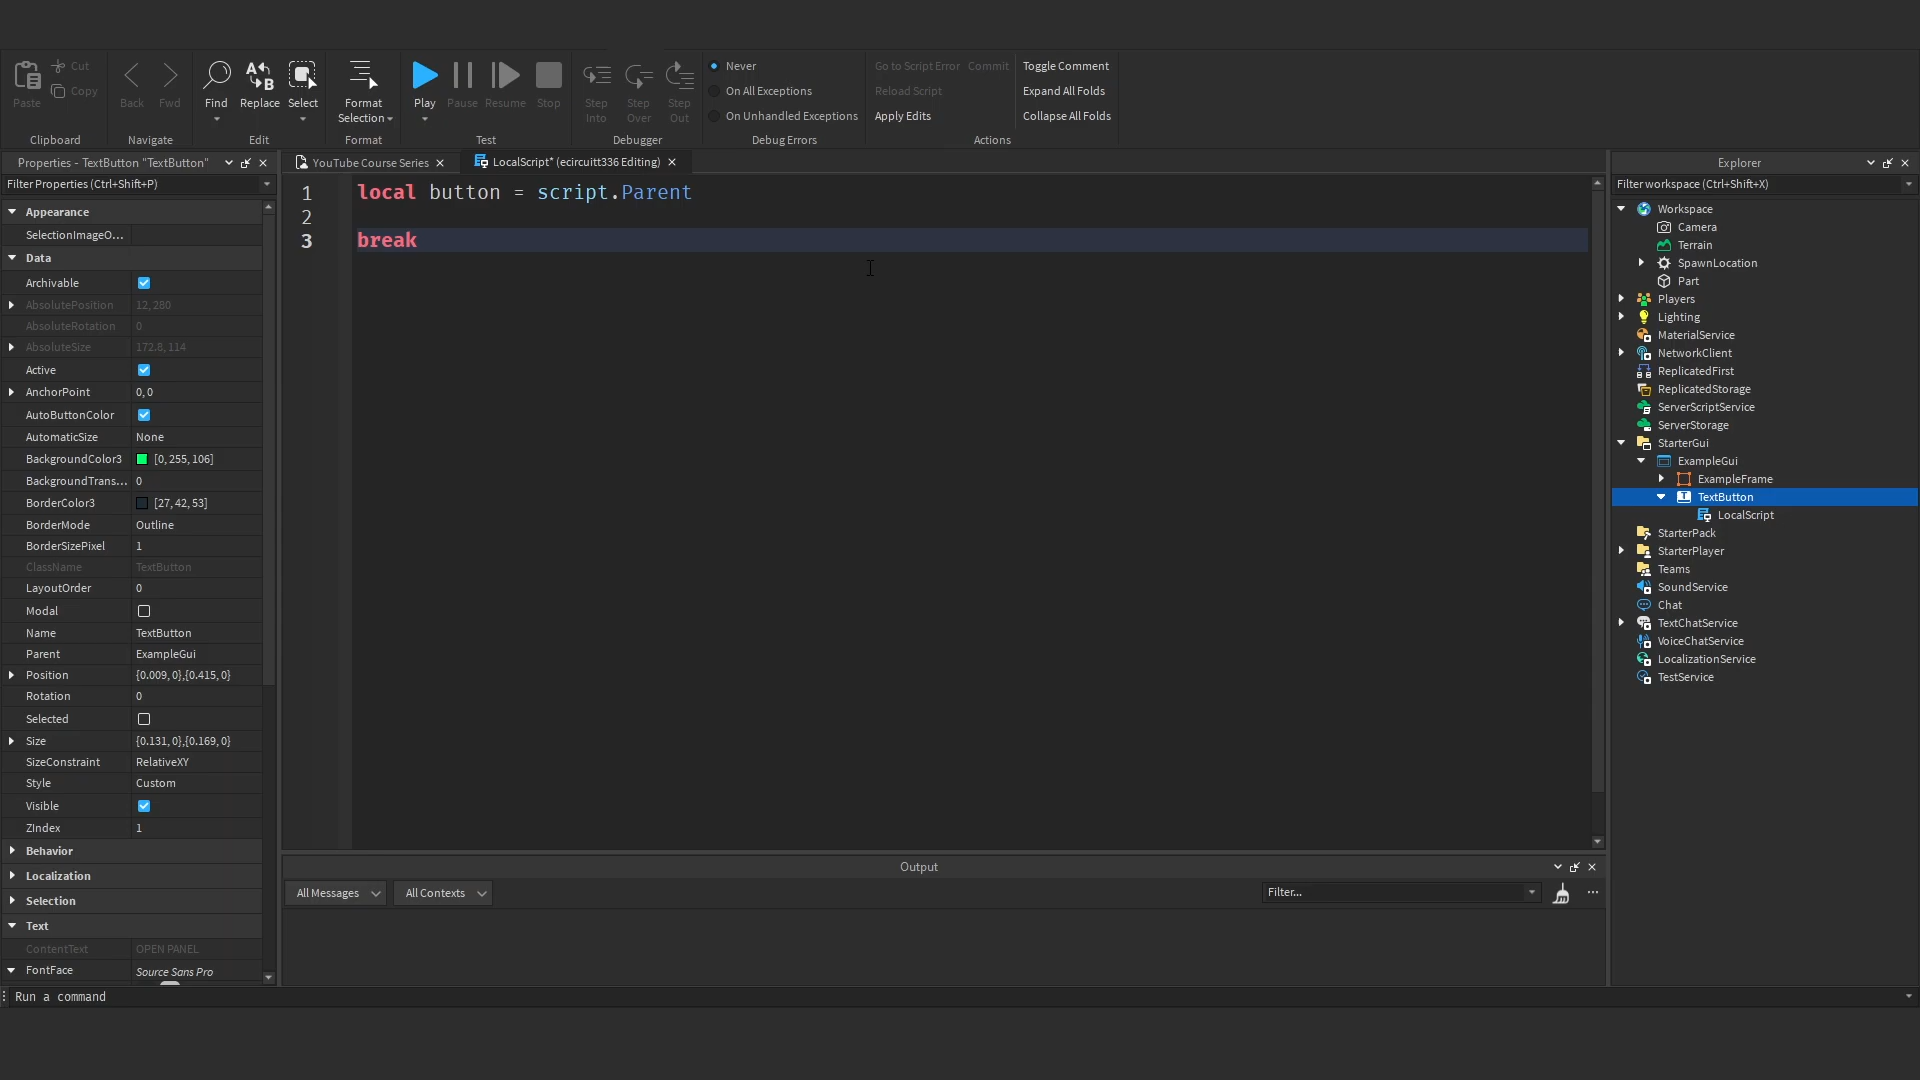 Paste
Cut
Copy
Clipboard
Back
Fwd
Navigate
Find
Replace
Select
Edit
Format
Selection
Format
Play
Pause
Resume
Stop
Test
Step
Into
Step
Over
Step
Out
Debugger
Never
On All Exceptions
On Unhandled Exceptions
Debug Errors
Go to Script Error
Commit
Reload Script
Apply Edits
Toggle Comment
Expand All Folds
Collapse All Folds
Actions
Properties - TextButton "TextButton"
Filter Properties (Ctrl+Shift+P)
Appearance
SelectionImageO...
Data
Archivable
AbsolutePosition 12, 280
AbsoluteRotation 0
AbsoluteSize 172.8, 114
Active
AnchorPoint 0, 0
AutoButtonColor
AutomaticSize None
BackgroundColor3 [0, 255, 106]
BackgroundTrans... 0
BorderColor3 [27, 42, 53]
BorderMode Outline
BorderSizePixel 1
ClassName TextButton
LayoutOrder 0
Modal
Name TextButton
Parent ExampleGui
Position {0.009, 0},{0.415, 0}
Rotation 0
Selected
Size {0.131, 0},{0.169, 0}
SizeConstraint RelativeXY
Style Custom
Visible
ZIndex 1
Behavior
Localization
Selection
Text
ContentText OPEN PANEL
FontFace Source Sans Pro
YouTube Course Series
LocalScript* (ecircuitt336 Editing)
1 local button = script.Parent
2
3 break
Output
All Messages
All Contexts
Filter...
Explorer
Filter workspace (Ctrl+Shift+X)
Workspace
Camera
Terrain
SpawnLocation
Part
Players
Lighting
MaterialService
NetworkClient
ReplicatedFirst
ReplicatedStorage
ServerScriptService
ServerStorage
StarterGui
ExampleGui
ExampleFrame
TextButton
LocalScript
StarterPack
StarterPlayer
Teams
SoundService
Chat
TextChatService
VoiceChatService
LocalizationService
TestService
Run a command